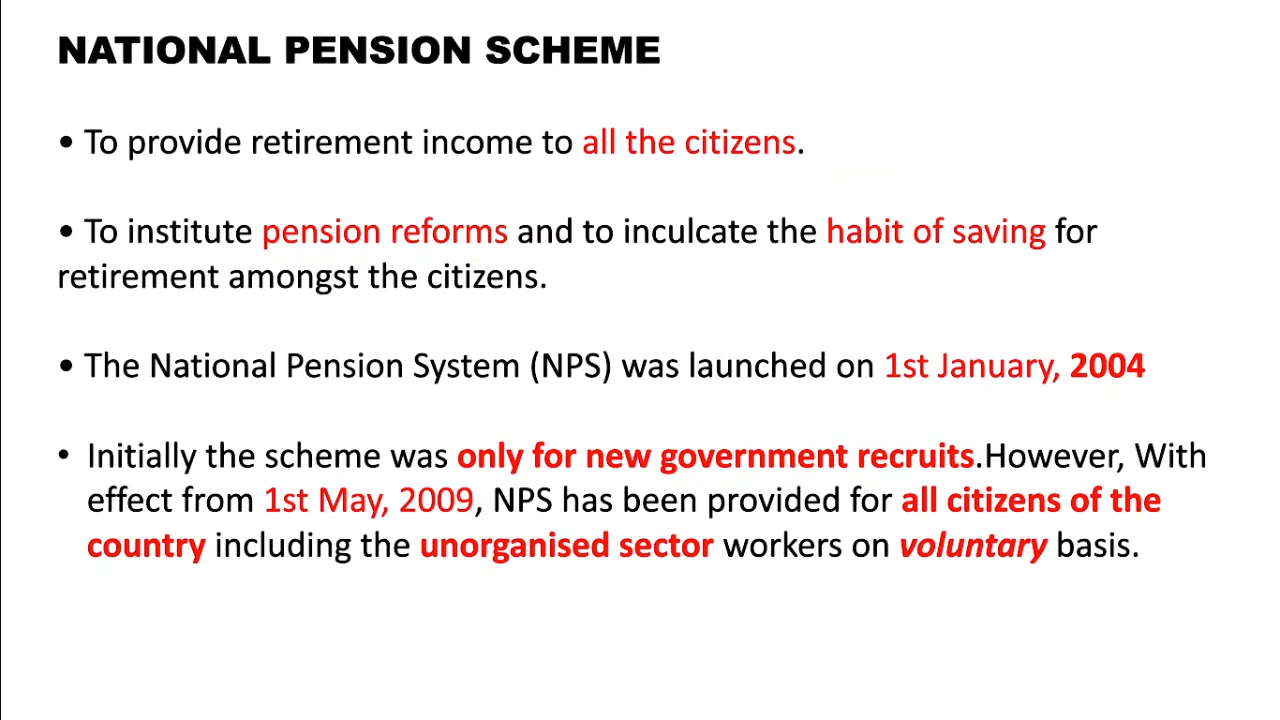 NATIONAL PENSION SCHEME
• To provide retirement income to all the citizens.
• To institute pension reforms and to inculcate the habit of saving for
retirement amongst the citizens.
• The National Pension System (NPS) was launched on 1st January, 2004
• Initially the scheme was only for new government recruits.However, With
effect from 1st May, 2009, NPS has been provided for all citizens of the
country including the unorganised sector workers on voluntary basis.